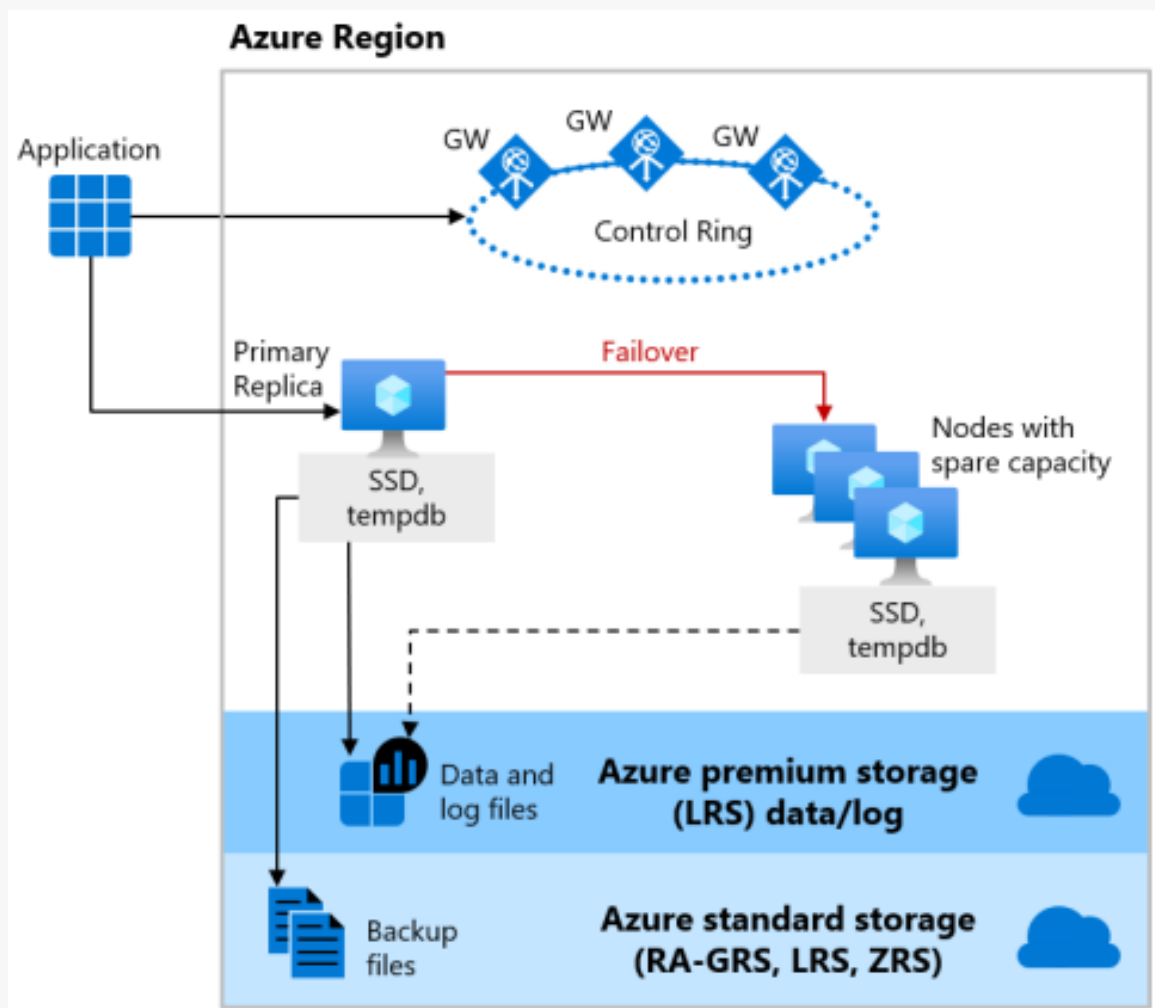 Azure Region
Application
GW
GW
GW
Control Ring
Primary
Replica
Failover
Nodes with
spare capacity
SSD,
tempdb
SSD,
tempdb
Data and
log files
Azure premium storage
(LRS) data/log
Backup
files
Azure standard storage
(RA-GRS, LRS, ZRS)